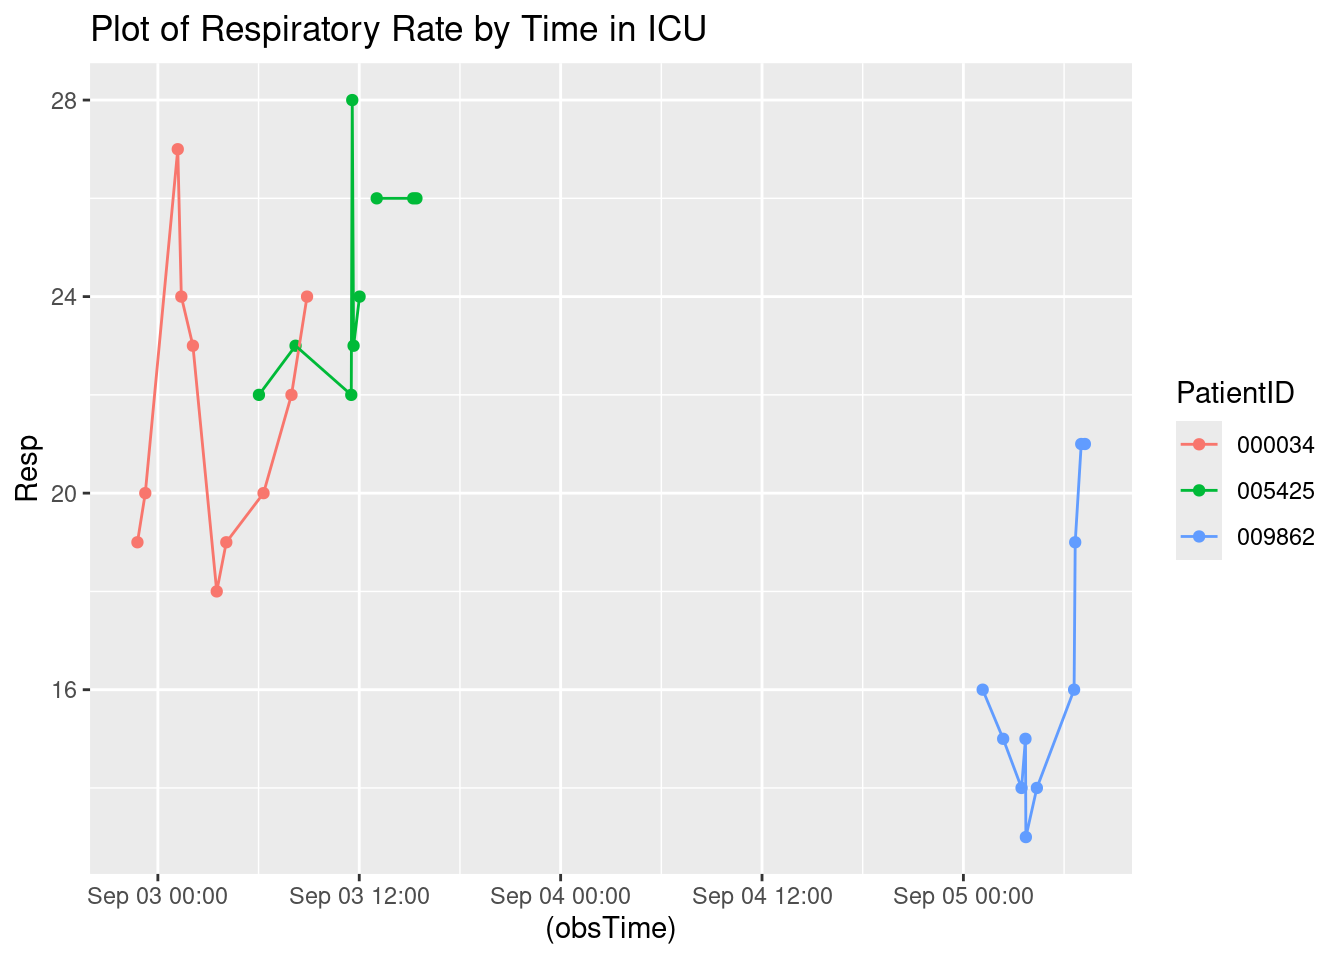 Plot of Respiratory Rate by Time in ICU
28
24
20
16
Resp
Sep 03 00:00 Sep 03 12:00 Sep 04 00:00 Sep 04 12:00 Sep 05 00:00
(obsTime)
PatientID
000034
005425
009862